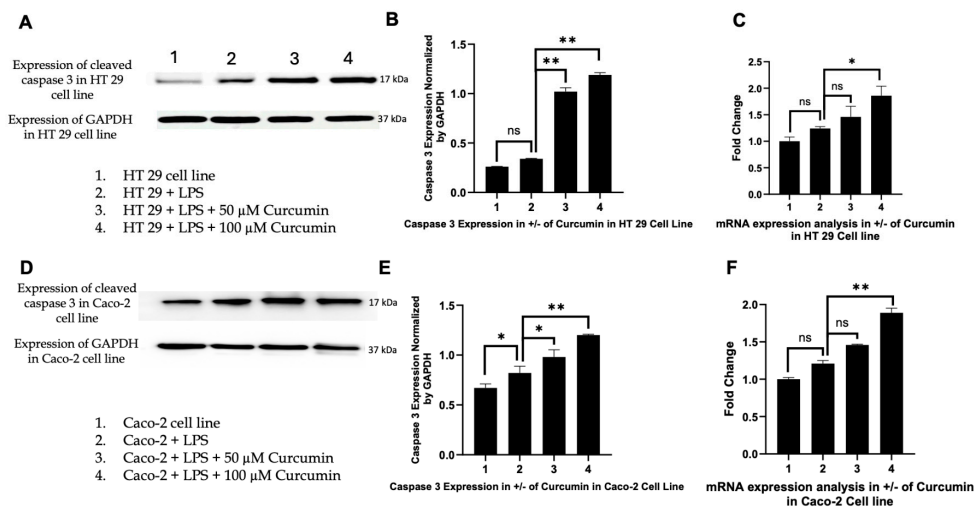 A
1 2 3 4
Expression of cleaved
caspase 3 in HT 29
cell line
17 kDa
Expression of GAPDH
in HT 29 cell line
37 kDa
1. HT 29 cell line
2. HT 29 + LPS
3. HT 29 + LPS + 50 µM Curcumin
4. HT 29 + LPS + 100 µM Curcumin
B
Caspase 3 Expression Normalized
by GAPDH
1.5
1.0
0.5
0.0
ns
**
**
1 2 3 4
Caspase 3 Expression in +/- of Curcumin in HT 29 Cell Line
C
Fold Change
2.5
2.0
1.5
1.0
0.5
0.0
ns
ns
*
1 2 3 4
mRNA expression analysis in +/- of Curcumin
in HT 29 Cell line
D
Expression of cleaved
caspase 3 in Caco-2
cell line
17 kDa
Expression of GAPDH
in Caco-2 cell line
37 kDa
1. Caco-2 cell line
2. Caco-2 + LPS
3. Caco-2 + LPS + 50 µM Curcumin
4. Caco-2 + LPS + 100 µM Curcumin
E
Caspase 3 Expression Normalized
by GAPDH
1.5
1.0
0.5
0.0
*
*
**
1 2 3 4
Caspase 3 Expression in +/- of Curcumin in Caco-2 Cell Line
F
Fold Change
2.0
1.5
1.0
0.5
0.0
ns
ns
**
1 2 3 4
mRNA expression analysis in +/- of Curcumin
in Caco-2 Cell line